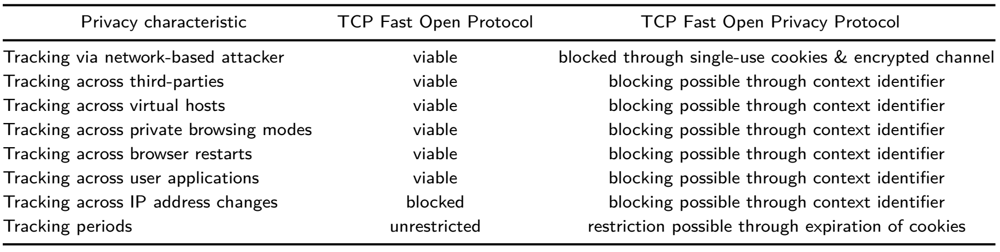 Privacy characteristic TCP Fast Open Protocol TCP Fast Open Privacy Protocol
Tracking via network-based attacker viable blocked through single-use cookies & encrypted channel
Tracking across third-parties viable blocking possible through context identifier
Tracking across virtual hosts viable blocking possible through context identifier
Tracking across private browsing modes viable blocking possible through context identifier
Tracking across browser restarts viable blocking possible through context identifier
Tracking across user applications viable blocking possible through context identifier
Tracking across IP address changes blocked blocking possible through context identifier
Tracking periods unrestricted restriction possible through expiration of cookies